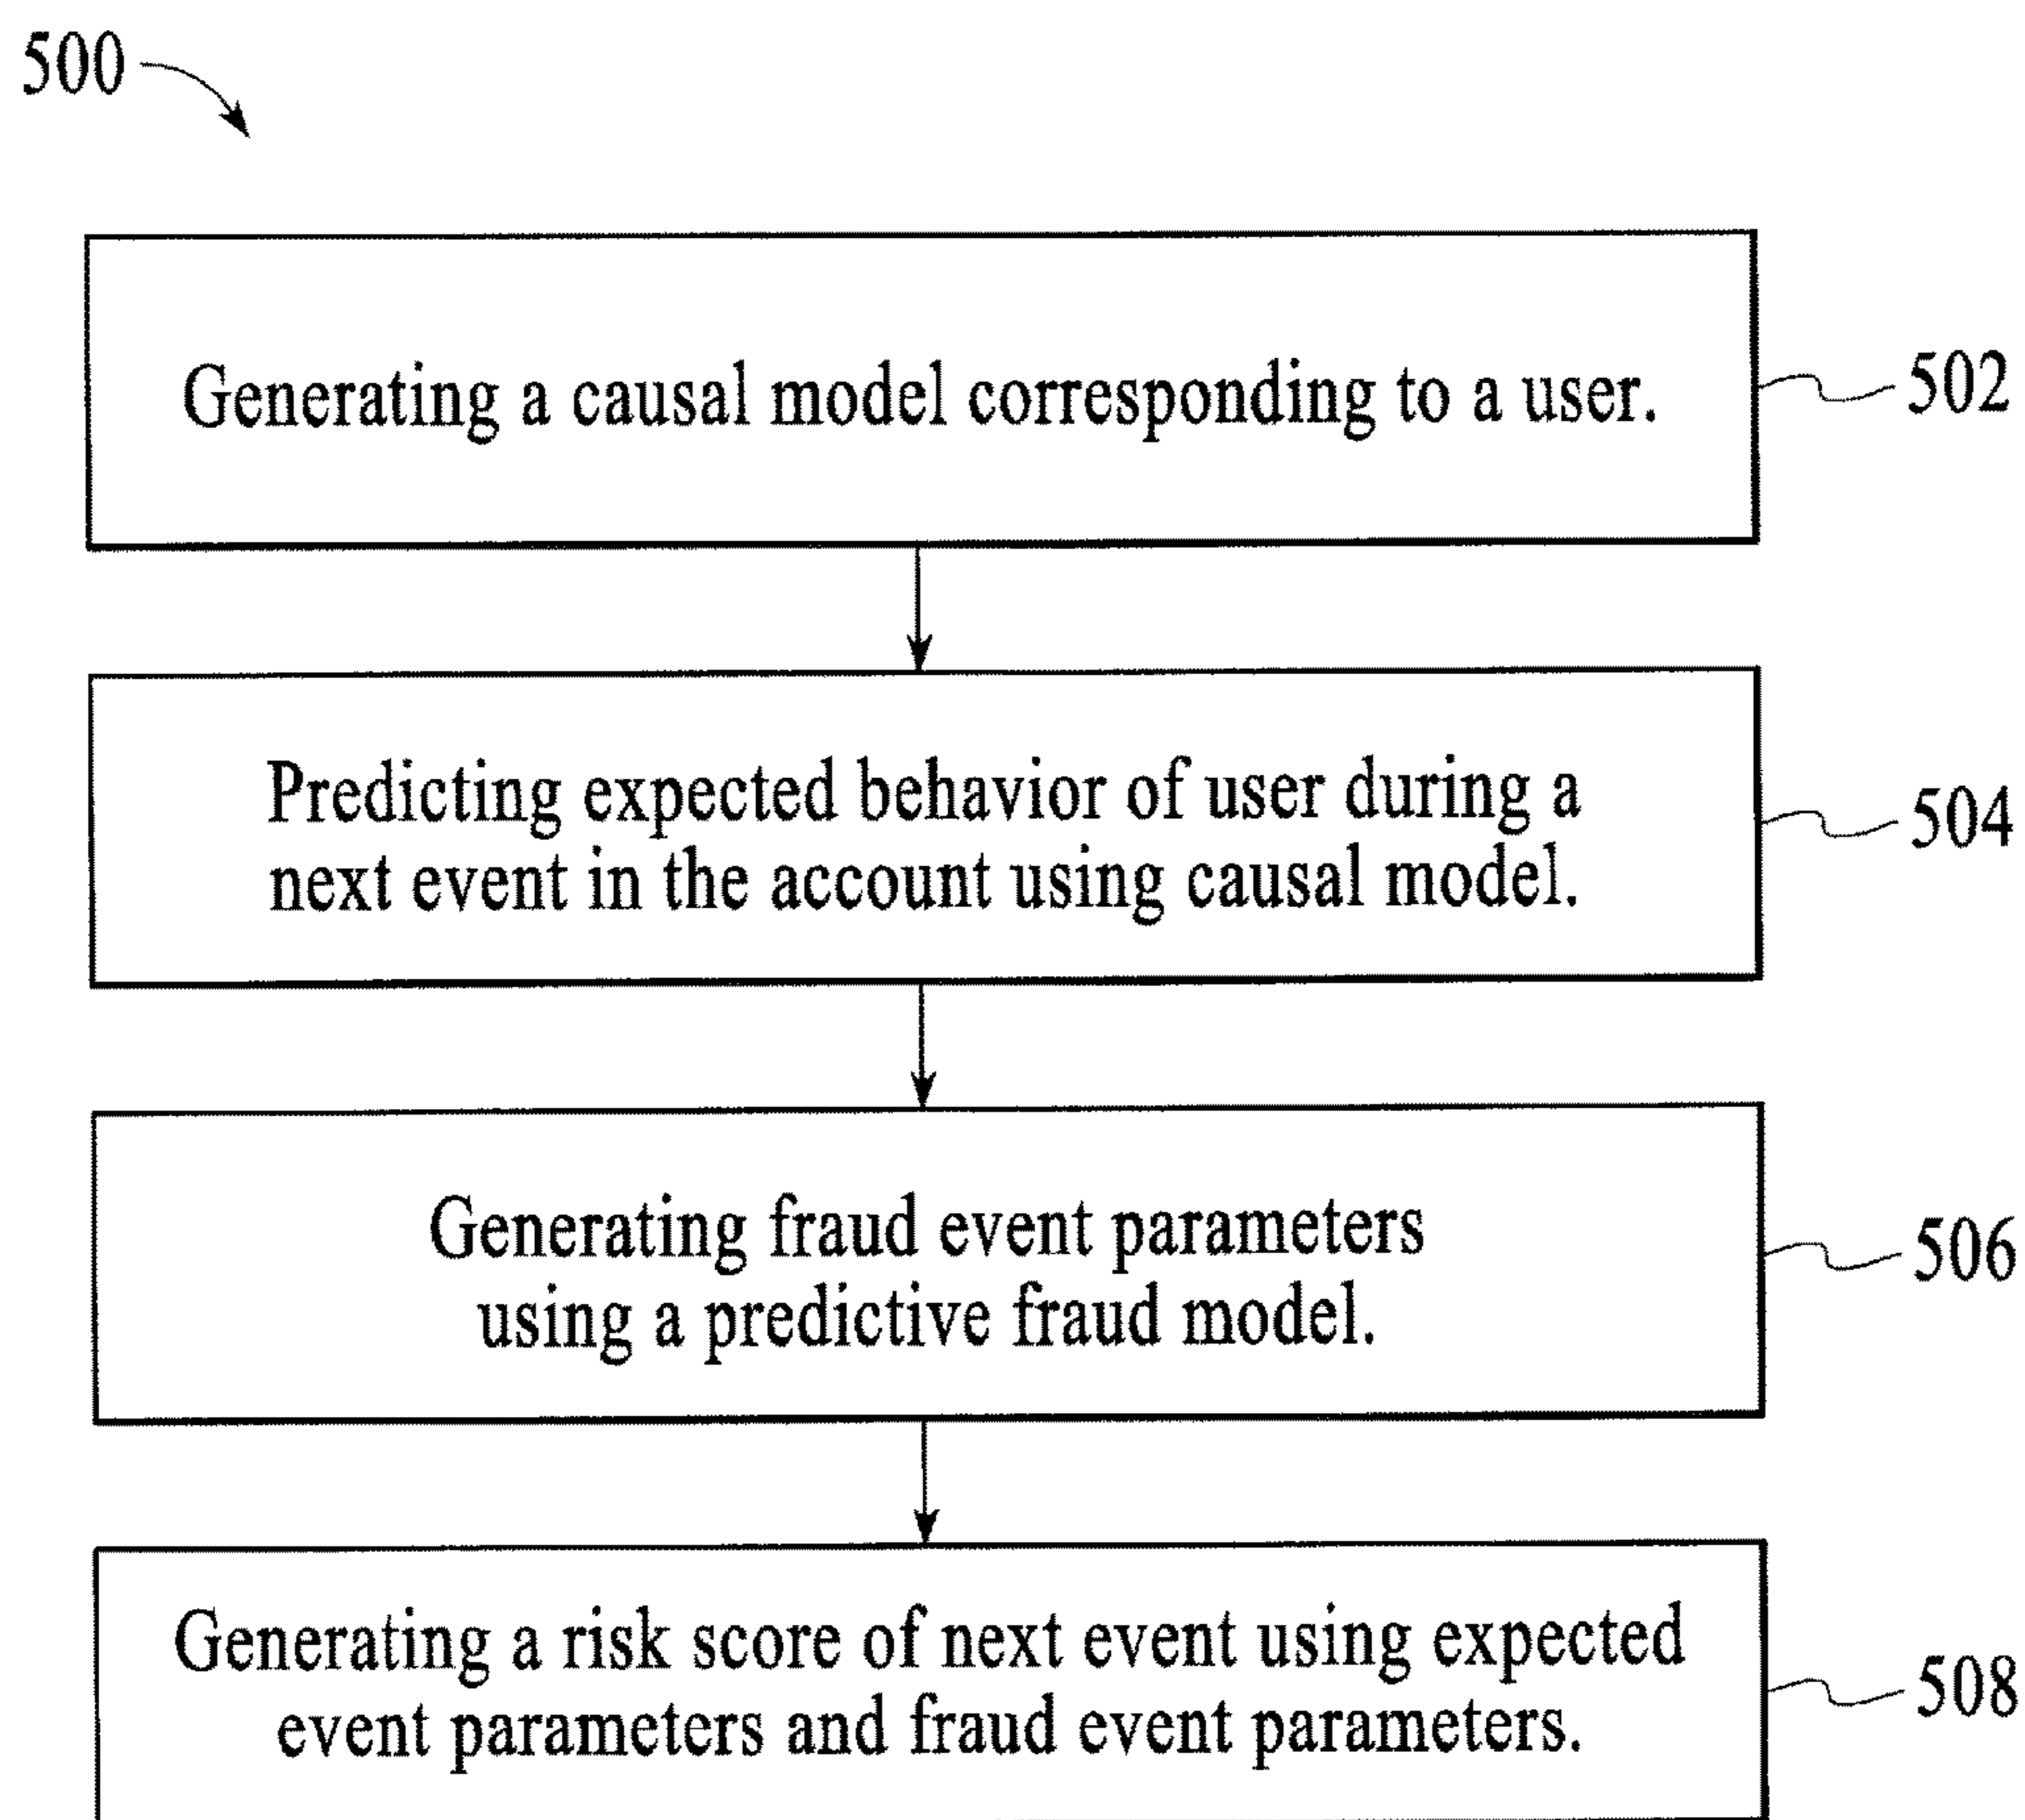 500
Generating a causal model corresponding to a user.
502
Predicting expected behavior of user during a
next event in the account using causal model.
504
Generating fraud event parameters
using a predictive fraud model.
506
Generating a risk score of next event using expected
event parameters and fraud event parameters.
508